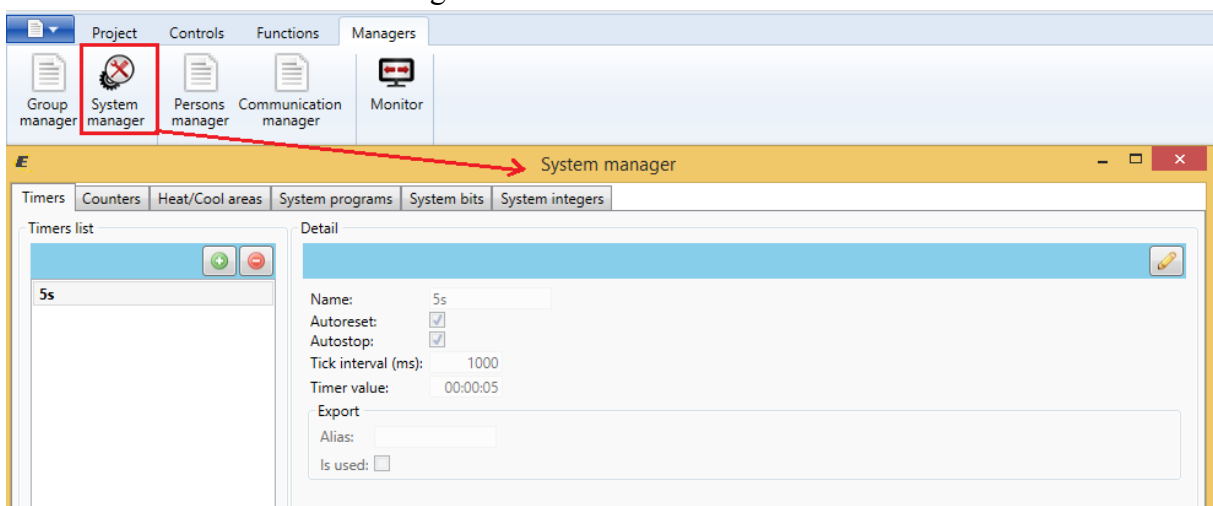 Project Controls Functions Managers
Group manager System manager Persons manager Communication manager Monitor
E System manager
Timers Counters Heat/Cool areas System programs System bits System integers
Timers list Detail
5s
Name: 5s
Autoreset:
Autostop:
Tick interval (ms): 1000
Timer value: 00:00:05
Export
Alias:
Is used: